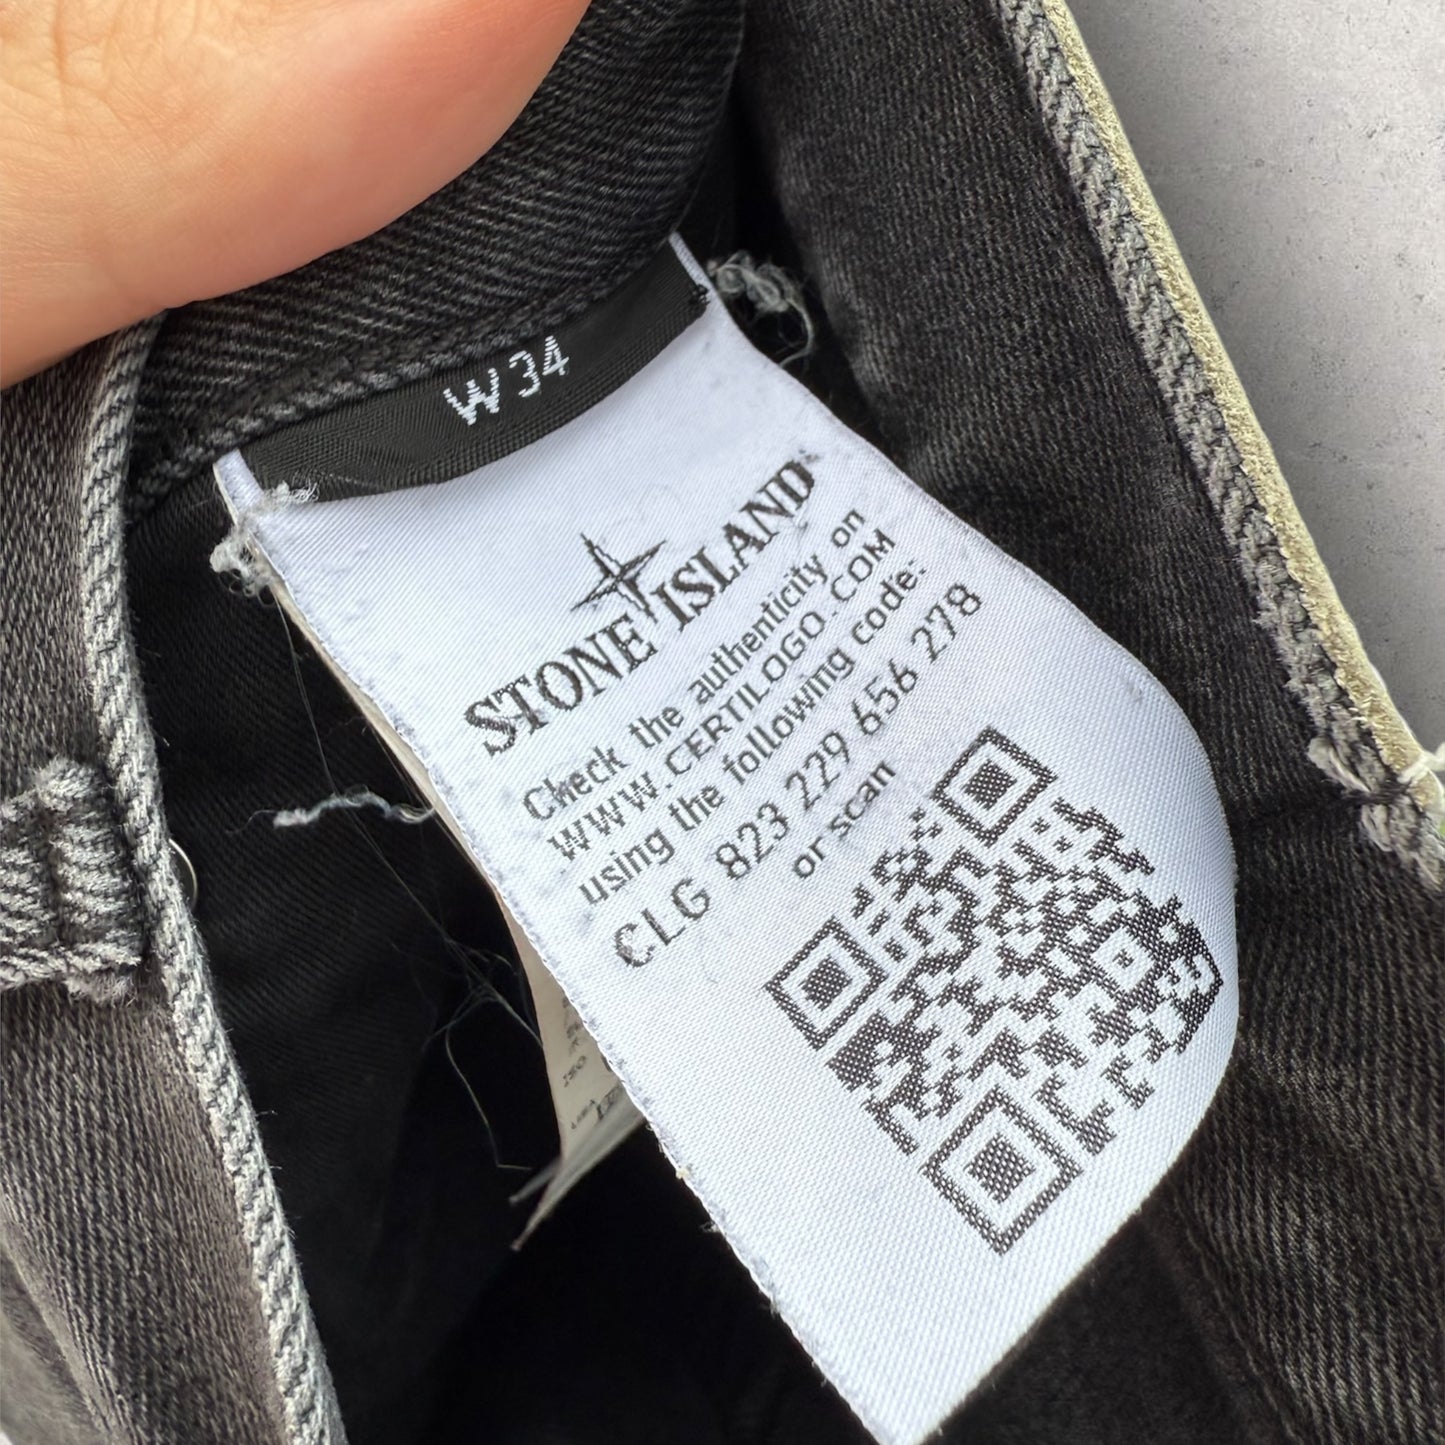 W 34
STONE ISLAND
Check the authenticity on
WWW.CERTILOGO.COM
using the following code:
CLG 823 229 656 278
or scan